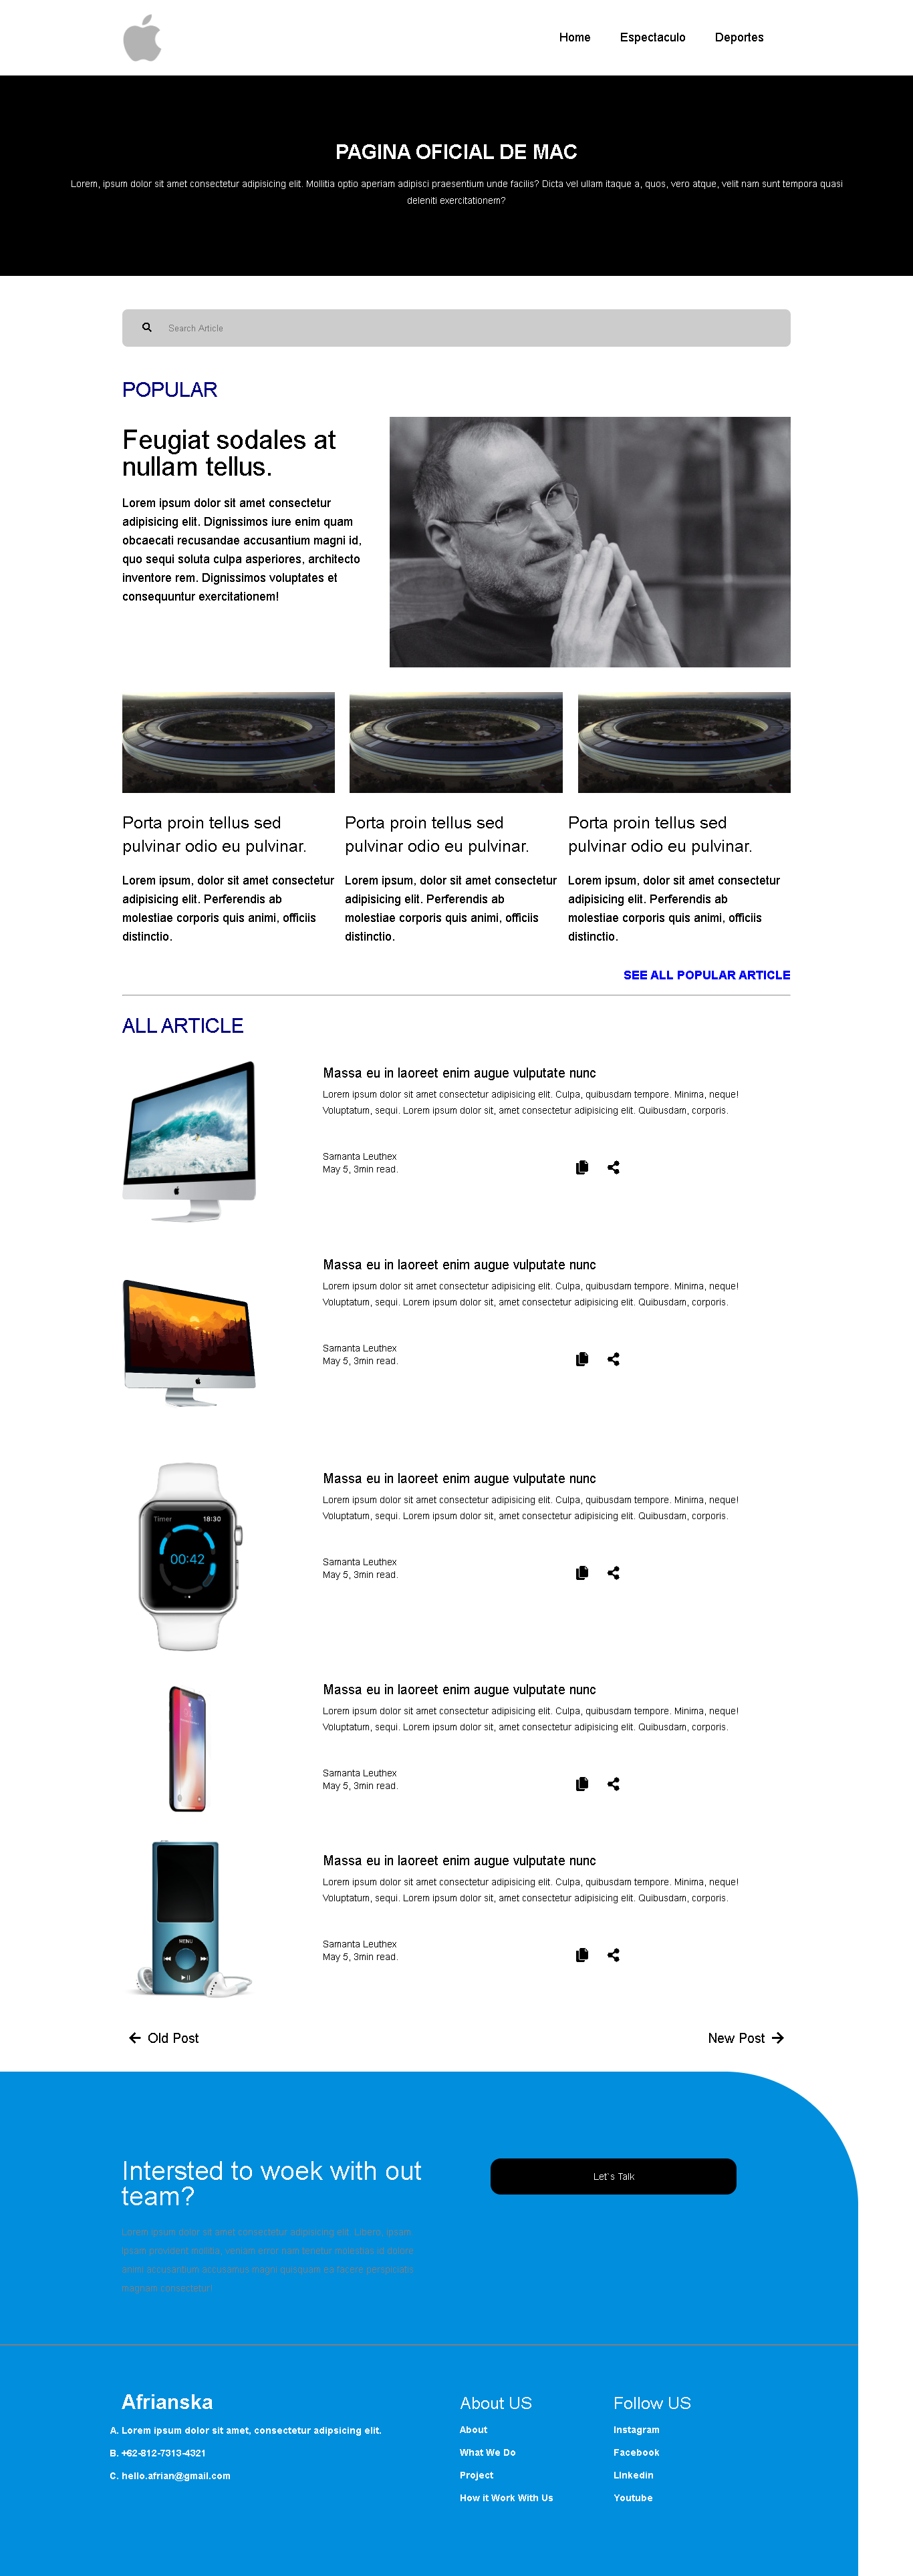 Home Espectaculo Deportes
PAGINA OFICIAL DE MAC
Lorem, ipsum dolor sit amet consectetur adipisicing elit. Mollitia optio aperiam adipisci praesentium unde facilis? Dicta vel ullam itaque a, quos, vero atque, velit nam sunt tempora quasi
deleniti exercitationem?
Search Article
POPULAR
Feugiat sodales at
nullam tellus.
Lorem ipsum dolor sit amet consectetur
adipisicing elit. Dignissimos iure enim quam
obcaecati recusandae accusantium magni id,
quo sequi soluta culpa asperiores, architecto
inventore rem. Dignissimos voluptates et
consequuntur exercitationem!
Porta proin tellus sed
pulvinar odio eu pulvinar.
Lorem ipsum, dolor sit amet consectetur
adipisicing elit. Perferendis ab
molestiae corporis quis animi, officiis
distinctio.
Porta proin tellus sed
pulvinar odio eu pulvinar.
Lorem ipsum, dolor sit amet consectetur
adipisicing elit. Perferendis ab
molestiae corporis quis animi, officiis
distinctio.
Porta proin tellus sed
pulvinar odio eu pulvinar.
Lorem ipsum, dolor sit amet consectetur
adipisicing elit. Perferendis ab
molestiae corporis quis animi, officiis
distinctio.
SEE ALL POPULAR ARTICLE
ALL ARTICLE
Massa eu in laoreet enim augue vulputate nunc
Lorem ipsum dolor sit amet consectetur adipisicing elit. Culpa, quibusdam tempore. Minima, neque!
Voluptatum, sequi. Lorem ipsum dolor sit, amet consectetur adipisicing elit. Quibusdam, corporis.
Samanta Leuthex
May 5, 3min read.
Massa eu in laoreet enim augue vulputate nunc
Lorem ipsum dolor sit amet consectetur adipisicing elit. Culpa, quibusdam tempore. Minima, neque!
Voluptatum, sequi. Lorem ipsum dolor sit, amet consectetur adipisicing elit. Quibusdam, corporis.
Samanta Leuthex
May 5, 3min read.
Timer 18:30
00:42
Massa eu in laoreet enim augue vulputate nunc
Lorem ipsum dolor sit amet consectetur adipisicing elit. Culpa, quibusdam tempore. Minima, neque!
Voluptatum, sequi. Lorem ipsum dolor sit, amet consectetur adipisicing elit. Quibusdam, corporis.
Samanta Leuthex
May 5, 3min read.
Massa eu in laoreet enim augue vulputate nunc
Lorem ipsum dolor sit amet consectetur adipisicing elit. Culpa, quibusdam tempore. Minima, neque!
Voluptatum, sequi. Lorem ipsum dolor sit, amet consectetur adipisicing elit. Quibusdam, corporis.
Samanta Leuthex
May 5, 3min read.
MENU
Massa eu in laoreet enim augue vulputate nunc
Lorem ipsum dolor sit amet consectetur adipisicing elit. Culpa, quibusdam tempore. Minima, neque!
Voluptatum, sequi. Lorem ipsum dolor sit, amet consectetur adipisicing elit. Quibusdam, corporis.
Samanta Leuthex
May 5, 3min read.
Old Post New Post
Intersted to woek with out
team?
Let`s Talk
Lorem ipsum dolor sit amet consectetur adipisicing elit. Libero, ipsam
magnam consectetur!
Afrianska
A. Lorem ipsum dolor sit amet, consectetur adipsicing elit.
B. +62-812-7313-4321
C. hello.afrian@gmail.com
About US
About
What We Do
Project
How it Work With Us
Follow US
Instagram
Facebook
LInkedin
Youtube